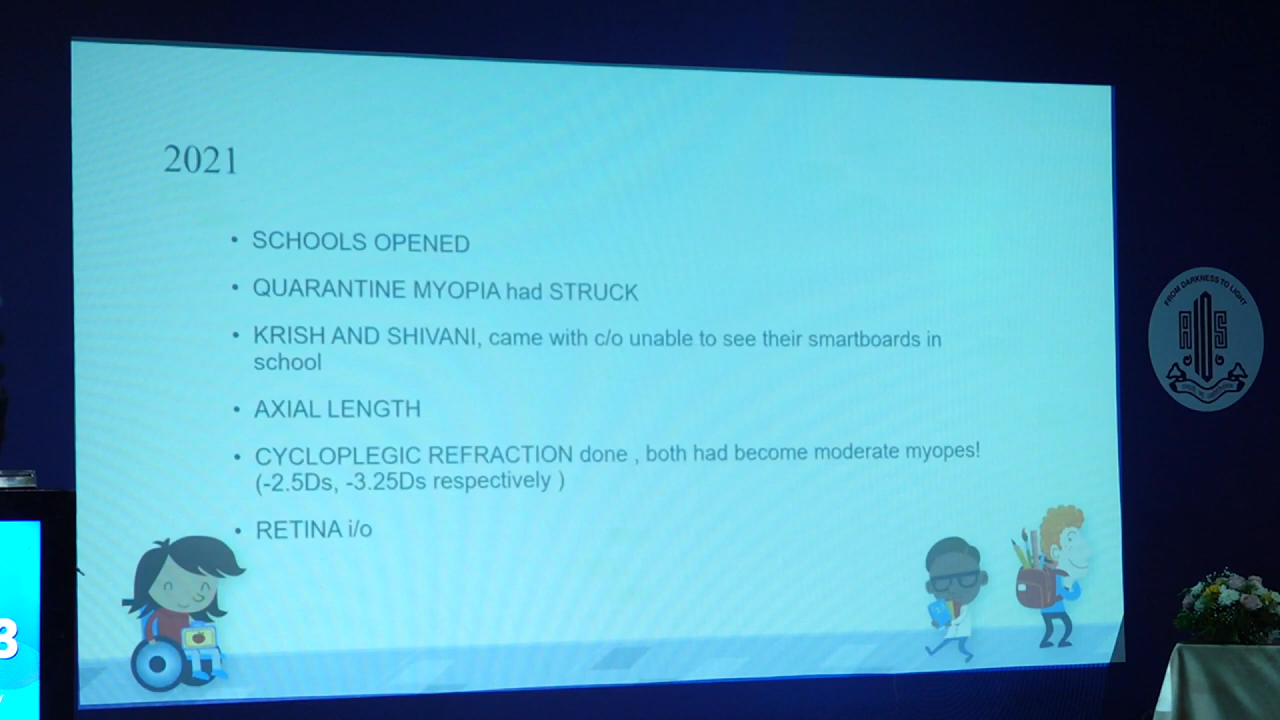 2021
• SCHOOLS OPENED
• QUARANTINE MYOPIA had STRUCK
• KRISH AND SHIVANI, came with c/o unable to see their smartboards in
school
• AXIAL LENGTH
• CYCLOPLEGIC REFRACTION done , both had become moderate myopes!
(-2.5Ds, -3.25Ds respectively )
• RETINA i/o
FROM DARKNESS TO LIGHT
AIOS
3